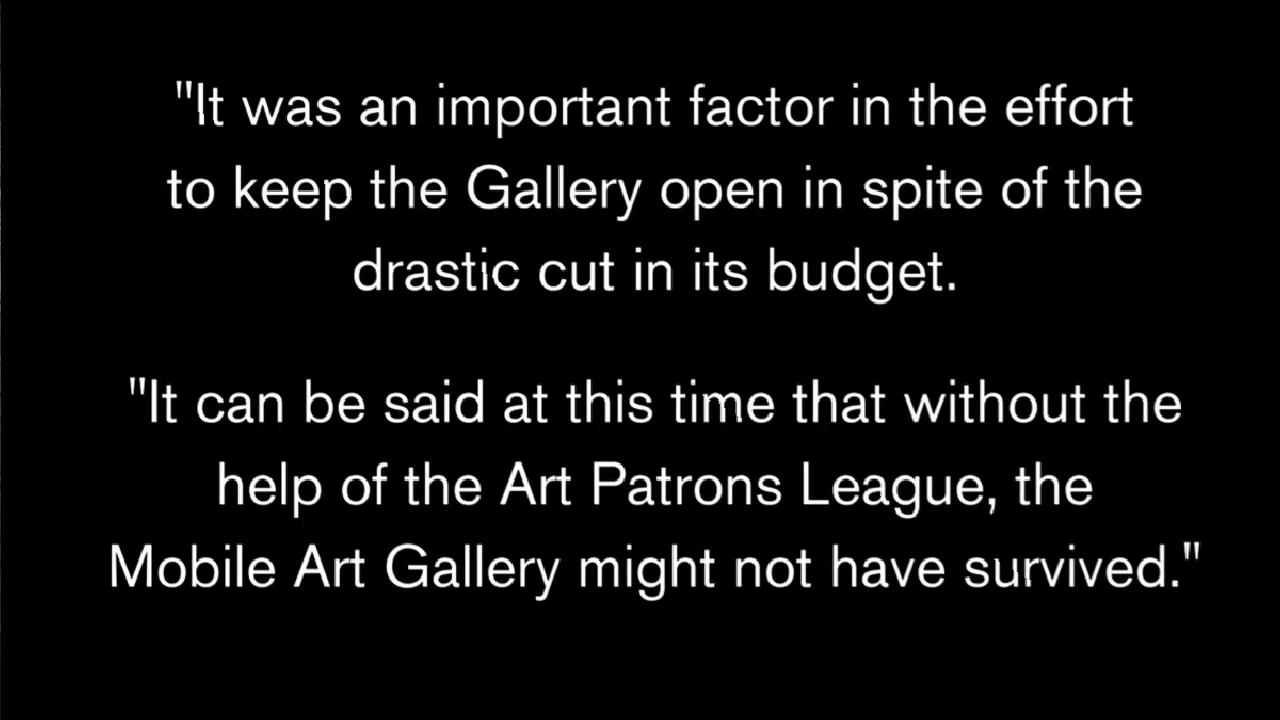 "It was an important factor in the effort
to keep the Gallery open in spite of the
drastic cut in its budget.
"It can be said at this time that without the
help of the Art Patrons League, the
Mobile Art Gallery might not have survived."